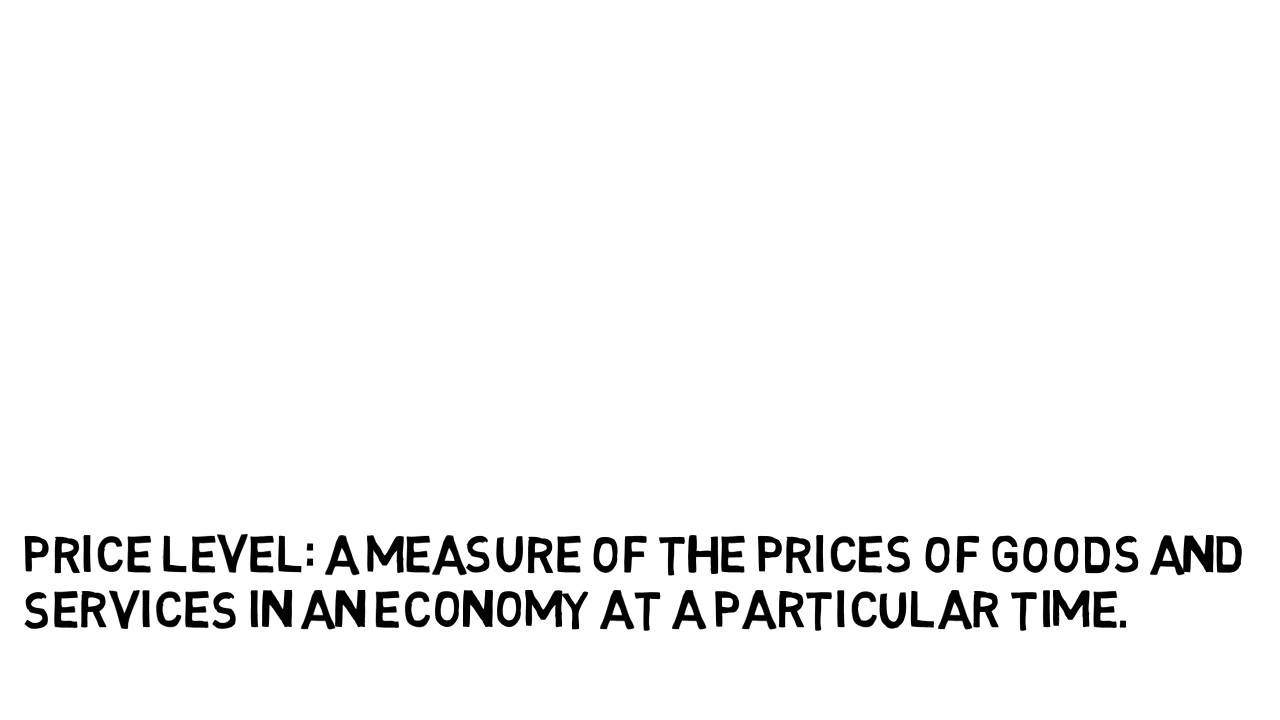 PRICE LEVEL: A MEASURE OF THE PRICES OF GOODS AND
SERVICES IN AN ECONOMY AT A PARTICULAR TIME.